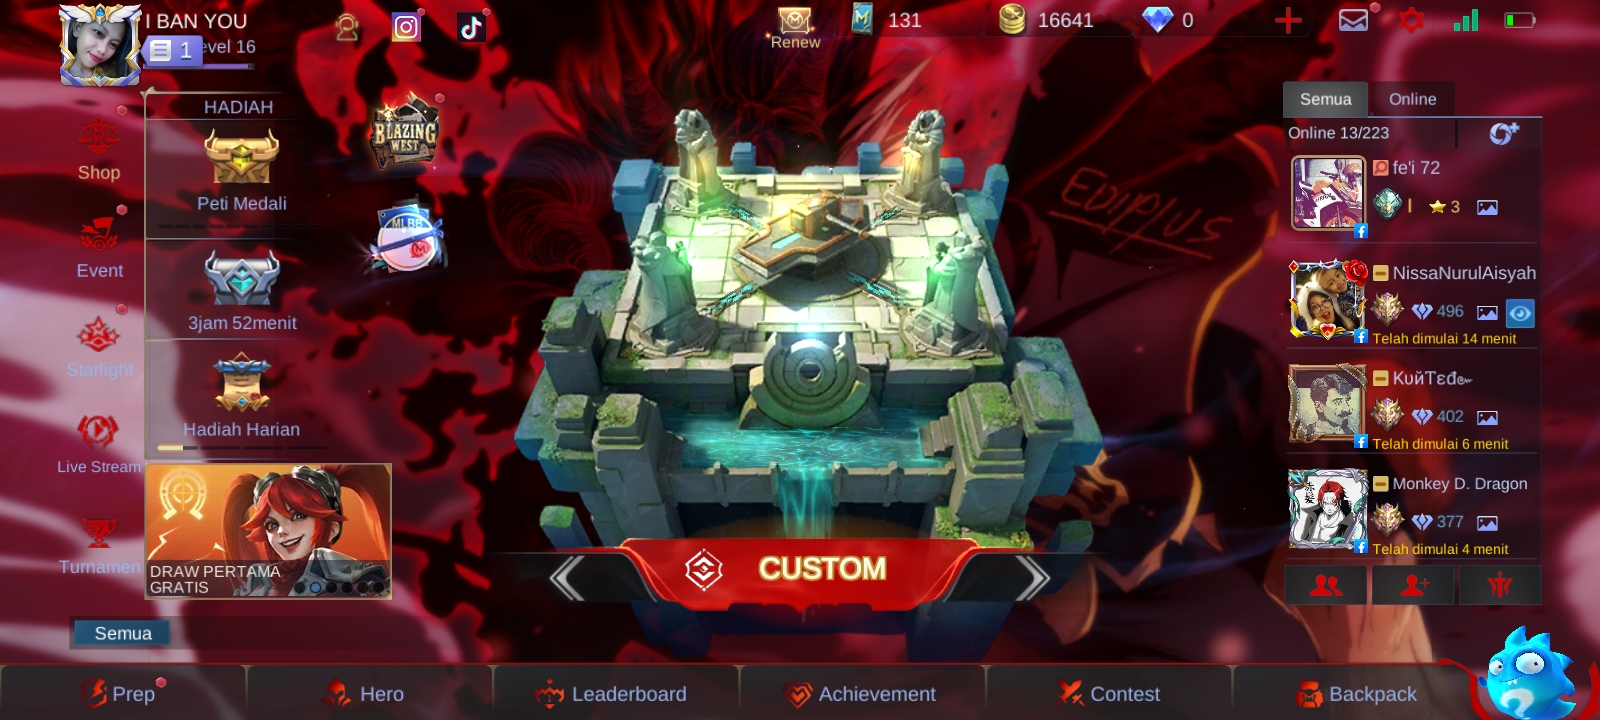 I BAN YOU
1
evel 16
Renew
131
16641
0
Shop
Event
Starlight
Live Stream
Turnamen
HADIAH
Peti Medali
3jam 52menit
Hadiah Harian
DRAW PERTAMA
GRATIS
Semua
BLAZING
WEST
MLBB
EDIPLUS
CUSTOM
Semua
Online
Online 13/223
fe'i 72
I
3
NissaNurulAisyah
496
Telah dimulai 14 menit
402
Telah dimulai 6 menit
Monkey D. Dragon
377
Telah dimulai 4 menit
Prep
Hero
Leaderboard
Achievement
Contest
Backpack